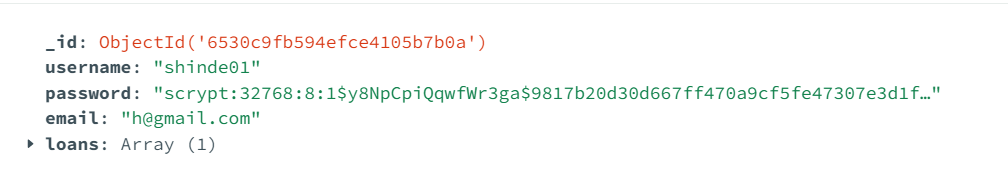 _id: ObjectId('6530c9fb594efce4105b7b0a')
username: "shinde01"
password: "scrypt:32768:8:1$y8NpCpiQqwfWr3ga$9817b20d30d667ff470a9cf5fe47307e3d1f…"
email: "h@gmail.com"
loans: Array (1)